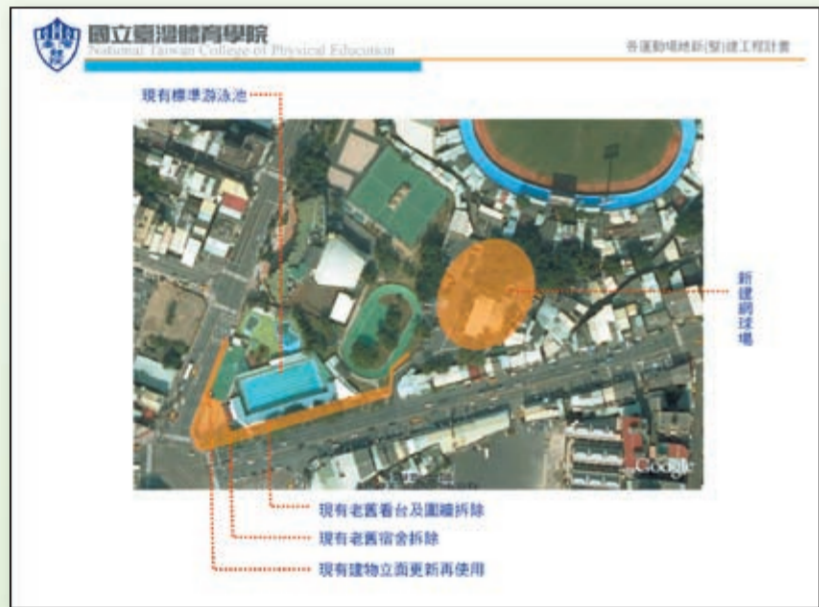 國立臺灣體育學院
National Taiwan College of Physical Education
各運動場地新(整)建工程計畫
現有標準游泳池
新建網球場
Google
現有老舊看台及圍牆拆除
現有老舊宿舍拆除
現有建物立面更新再使用